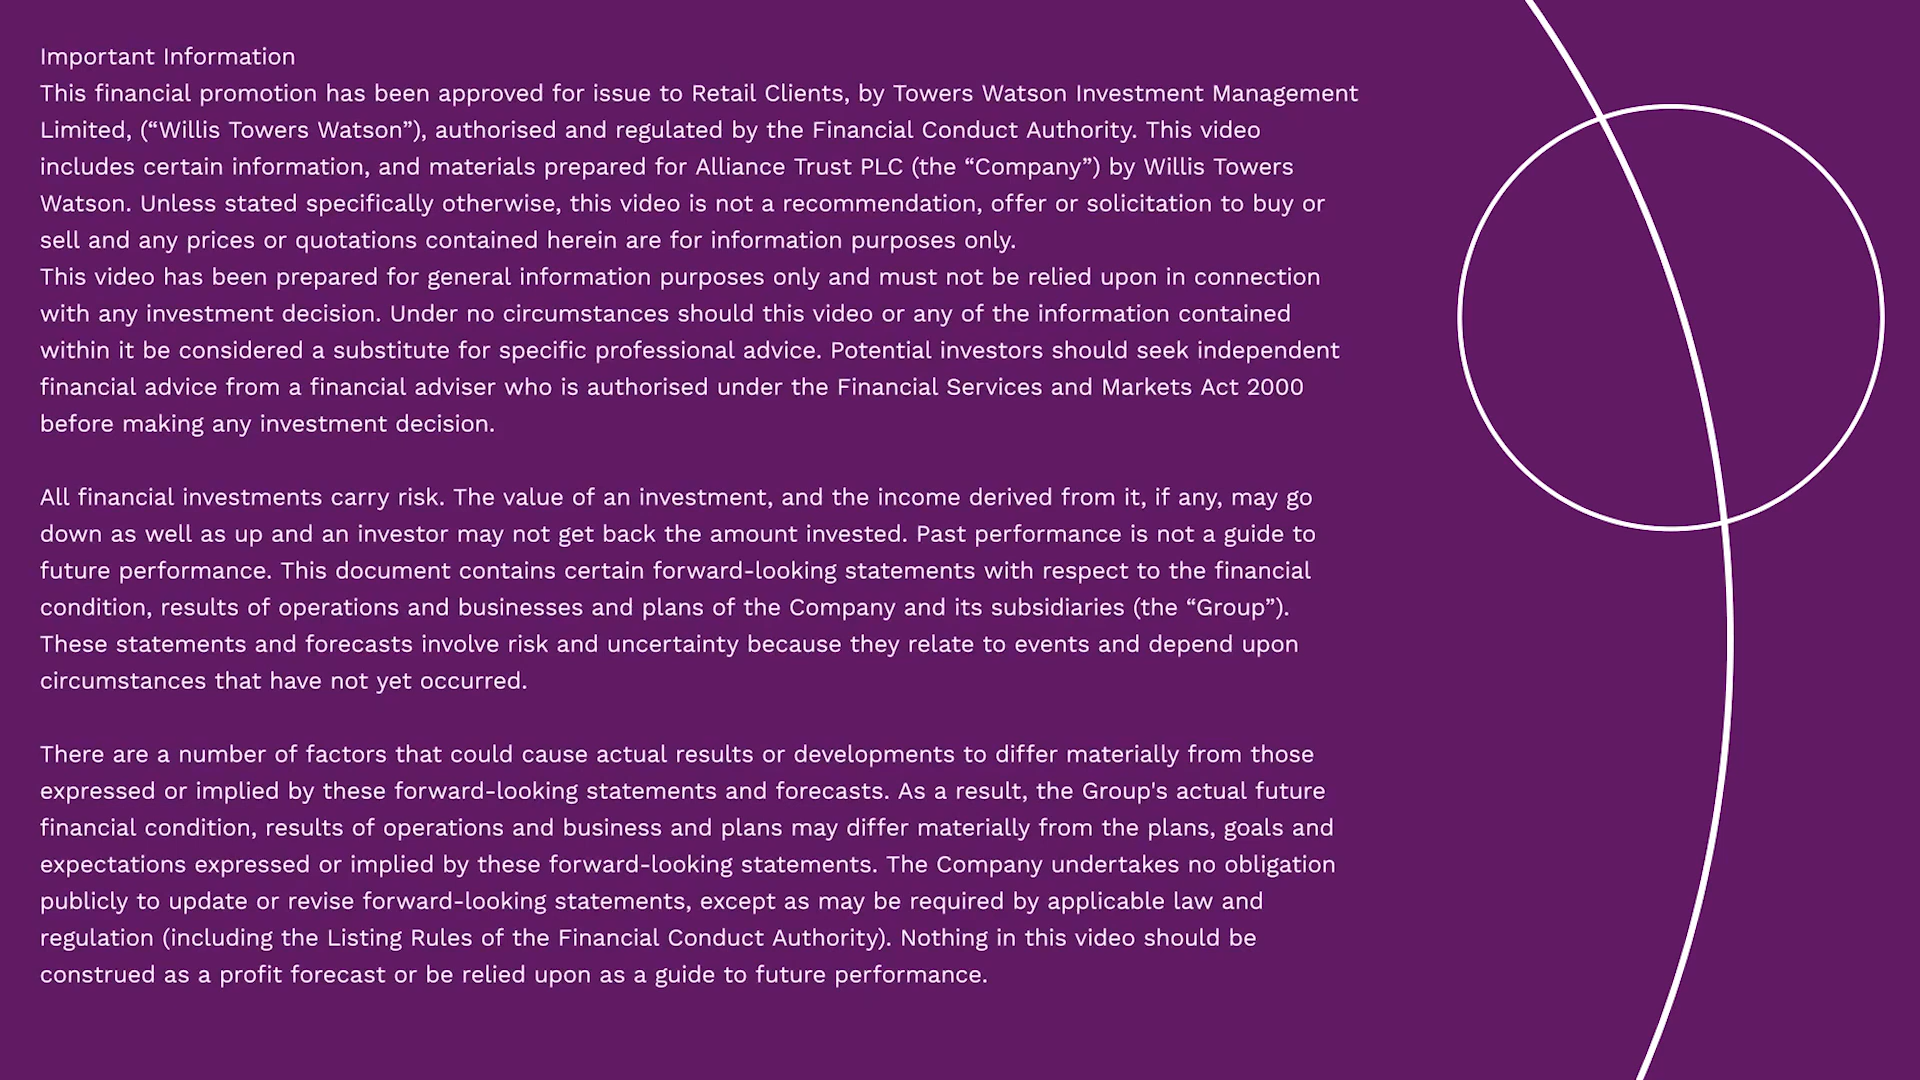 Important Information
This financial promotion has been approved for issue to Retail Clients, by Towers Watson Investment Management
Limited, (“Willis Towers Watson”), authorised and regulated by the Financial Conduct Authority. This video
includes certain information, and materials prepared for Alliance Trust PLC (the “Company”) by Willis Towers
Watson. Unless stated specifically otherwise, this video is not a recommendation, offer or solicitation to buy or
sell and any prices or quotations contained herein are for information purposes only.
This video has been prepared for general information purposes only and must not be relied upon in connection
with any investment decision. Under no circumstances should this video or any of the information contained
within it be considered a substitute for specific professional advice. Potential investors should seek independent
financial advice from a financial adviser who is authorised under the Financial Services and Markets Act 2000
before making any investment decision.
All financial investments carry risk. The value of an investment, and the income derived from it, if any, may go
down as well as up and an investor may not get back the amount invested. Past performance is not a guide to
future performance. This document contains certain forward-looking statements with respect to the financial
condition, results of operations and businesses and plans of the Company and its subsidiaries (the “Group”).
These statements and forecasts involve risk and uncertainty because they relate to events and depend upon
circumstances that have not yet occurred.
There are a number of factors that could cause actual results or developments to differ materially from those
expressed or implied by these forward-looking statements and forecasts. As a result, the Group's actual future
financial condition, results of operations and business and plans may differ materially from the plans, goals and
expectations expressed or implied by these forward-looking statements. The Company undertakes no obligation
publicly to update or revise forward-looking statements, except as may be required by applicable law and
regulation (including the Listing Rules of the Financial Conduct Authority). Nothing in this video should be
construed as a profit forecast or be relied upon as a guide to future performance.